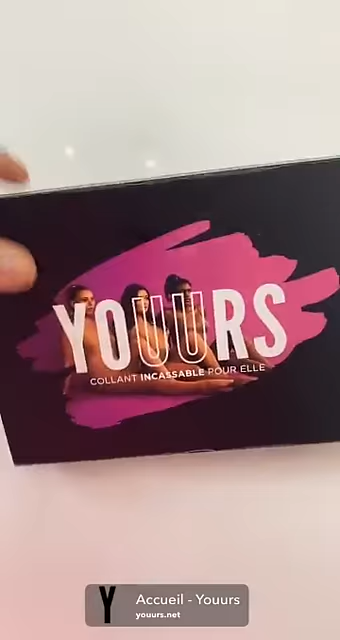 YOUURS
COLLANT INCASSABLE POUR ELLE
Y
Accueil - Youurs
youurs.net